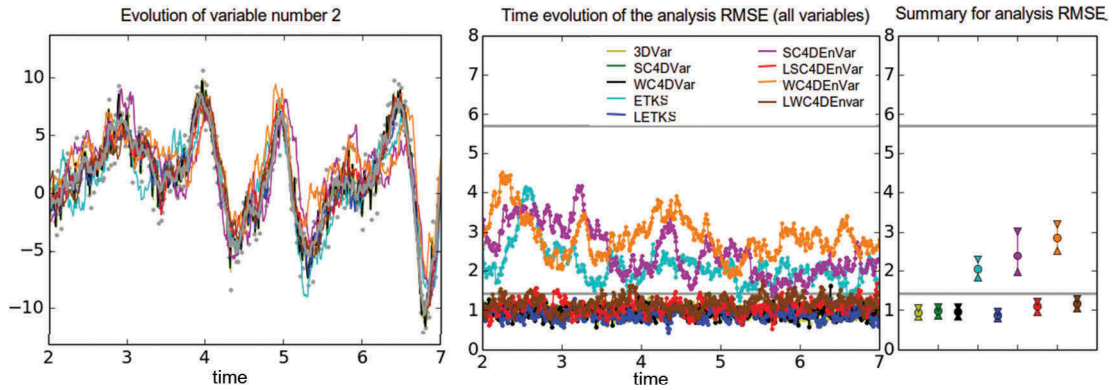 Evolution of variable number 2
10
5
0
−5
−10
2 3 4 5 6 7
time
Time evolution of the analysis RMSE (all variables)
8
7
6
5
4
3
2
1
0
3DVar
SC4DVar
WC4DVar
ETKS
LETKS
SC4DEnVar
LSC4DEnVar
WC4DEnVar
LWC4DEnvar
2 3 4 5 6 7
time
Summary for analysis RMSE
8
7
6
5
4
3
2
1
0